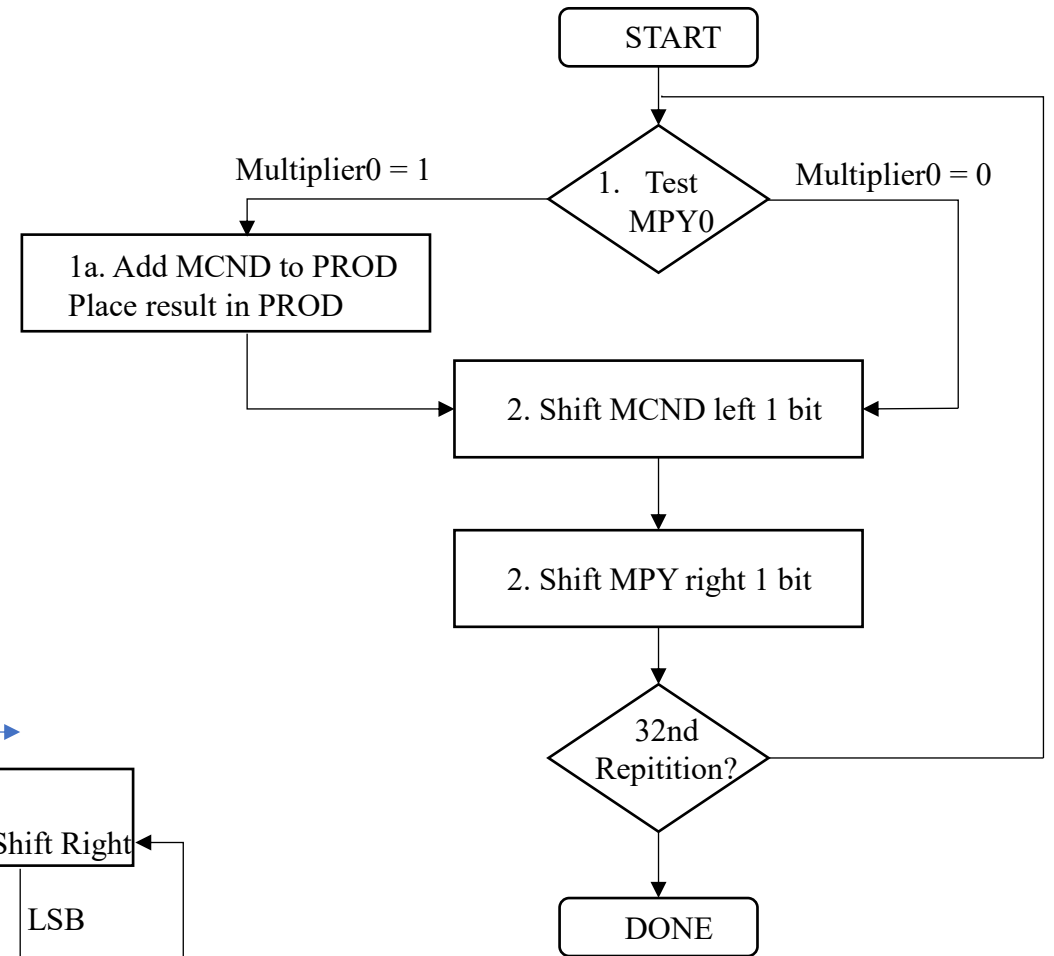 START
Multiplier0 = 1
1. Test
MPY0
Multiplier0 = 0
1a. Add MCND to PROD
Place result in PROD
2. Shift MCND left 1 bit
2. Shift MPY right 1 bit
32nd
Repitition?
Shift Right
LSB
DONE